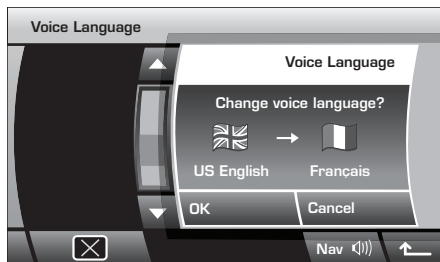 Voice Language
Voice Language
Change voice language?
US English
Français
OK
Cancel
Nav